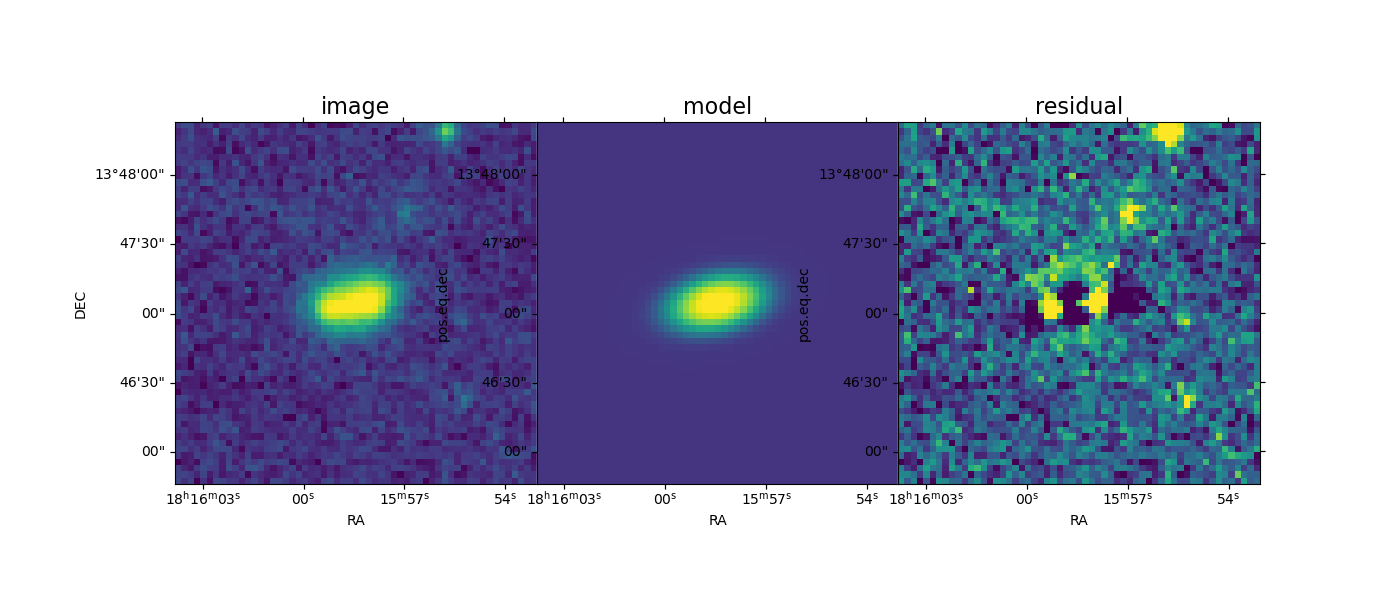 image model residual
13°48'00" 13°48'00" 13°48'00"
47'30" 47'30" 47'30"
DEC pos.eq.dec pos.eq.dec
00" 00" 00"
46'30" 46'30" 46'30"
00" 00" 00"
18ʰ16ᵐ03ˢ 00ˢ 15ᵐ57ˢ 54ˢ 18ʰ16ᵐ03ˢ 00ˢ 15ᵐ57ˢ 54ˢ 18ʰ16ᵐ03ˢ 00ˢ 15ᵐ57ˢ 54ˢ
RA RA RA